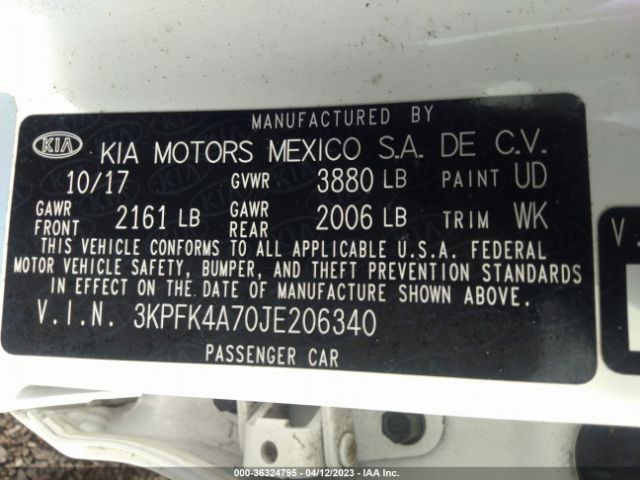 MANUFACTURED BY
KIA KIA MOTORS MEXICO S.A. DE C.V.
10/17 GVWR 3880 LB PAINT UD
GAWR FRONT 2161 LB GAWR REAR 2006 LB TRIM WK
THIS VEHICLE CONFORMS TO ALL APPLICABLE U.S.A. FEDERAL
MOTOR VEHICLE SAFETY, BUMPER, AND THEFT PREVENTION STANDARDS
IN EFFECT ON THE DATE OF MANUFACTURE SHOWN ABOVE.
V.I.N. 3KPFK4A70JE206340
PASSENGER CAR
V.
000-36324795 - 04/12/2023 - IAA Inc.